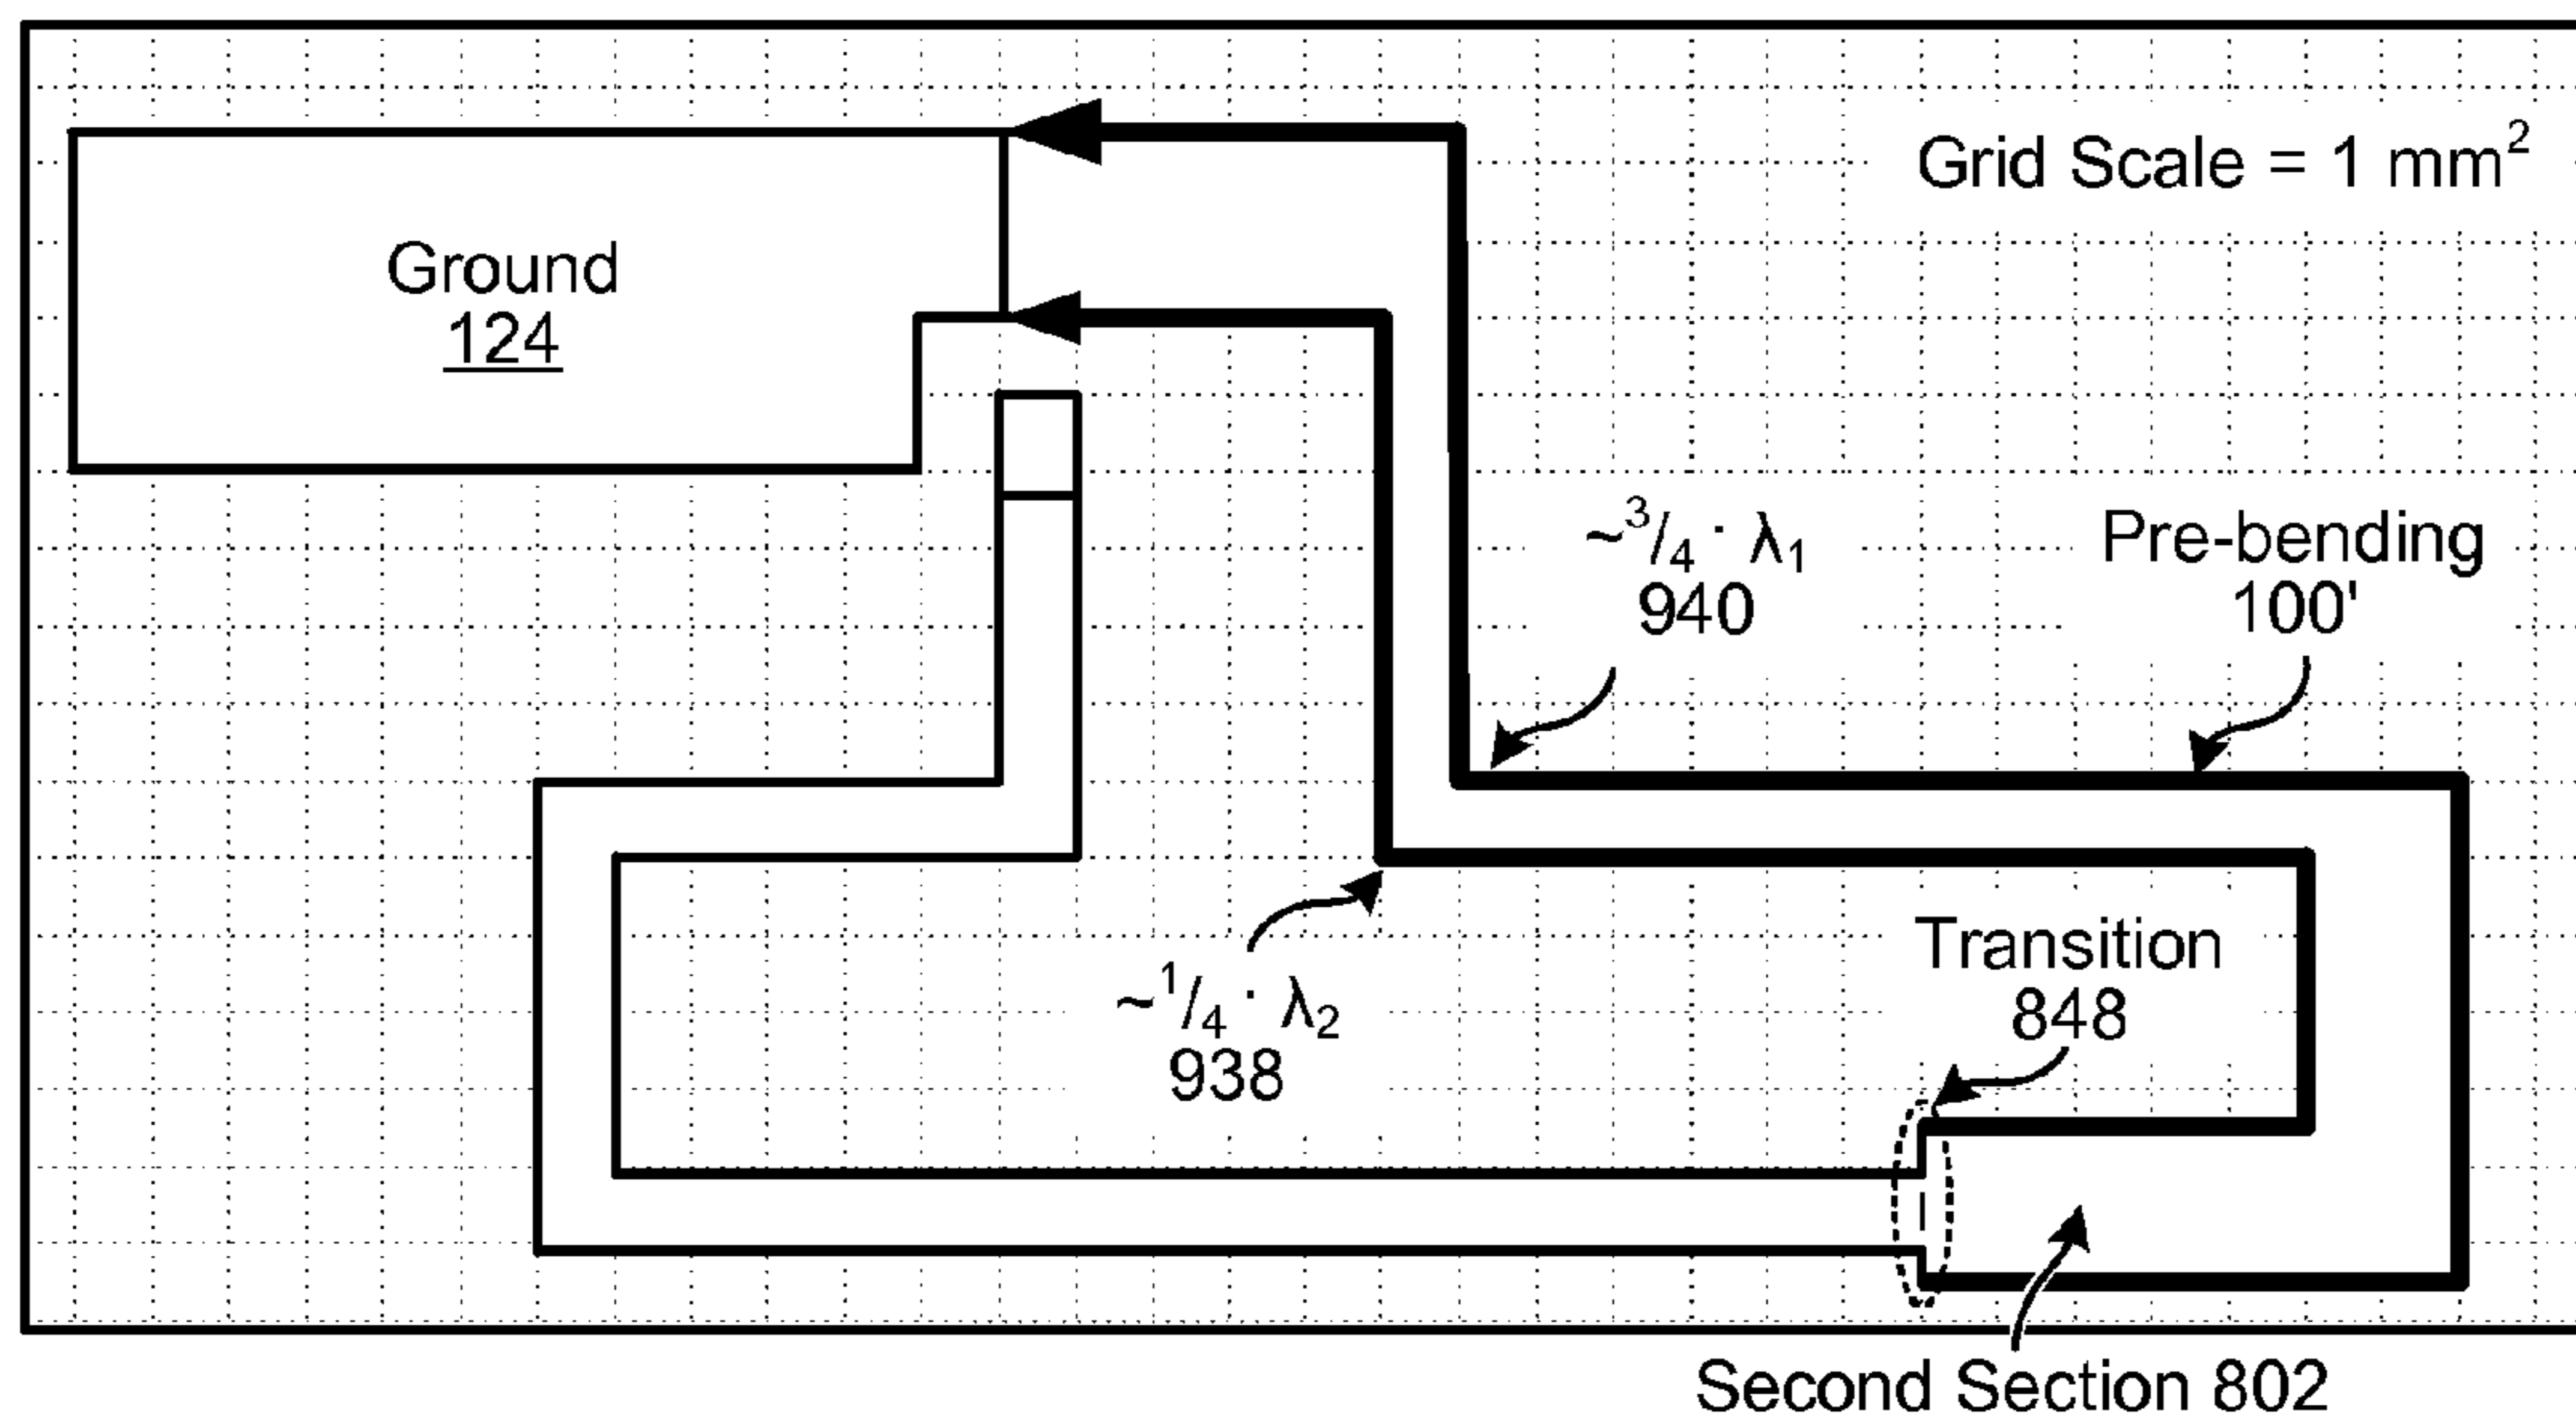 Grid Scale = 1 mm²
Ground
124
~³/₄ · λ₁
940
Pre-bending
100'
~¹/₄ · λ₂
938
Transition
848
Second Section 802